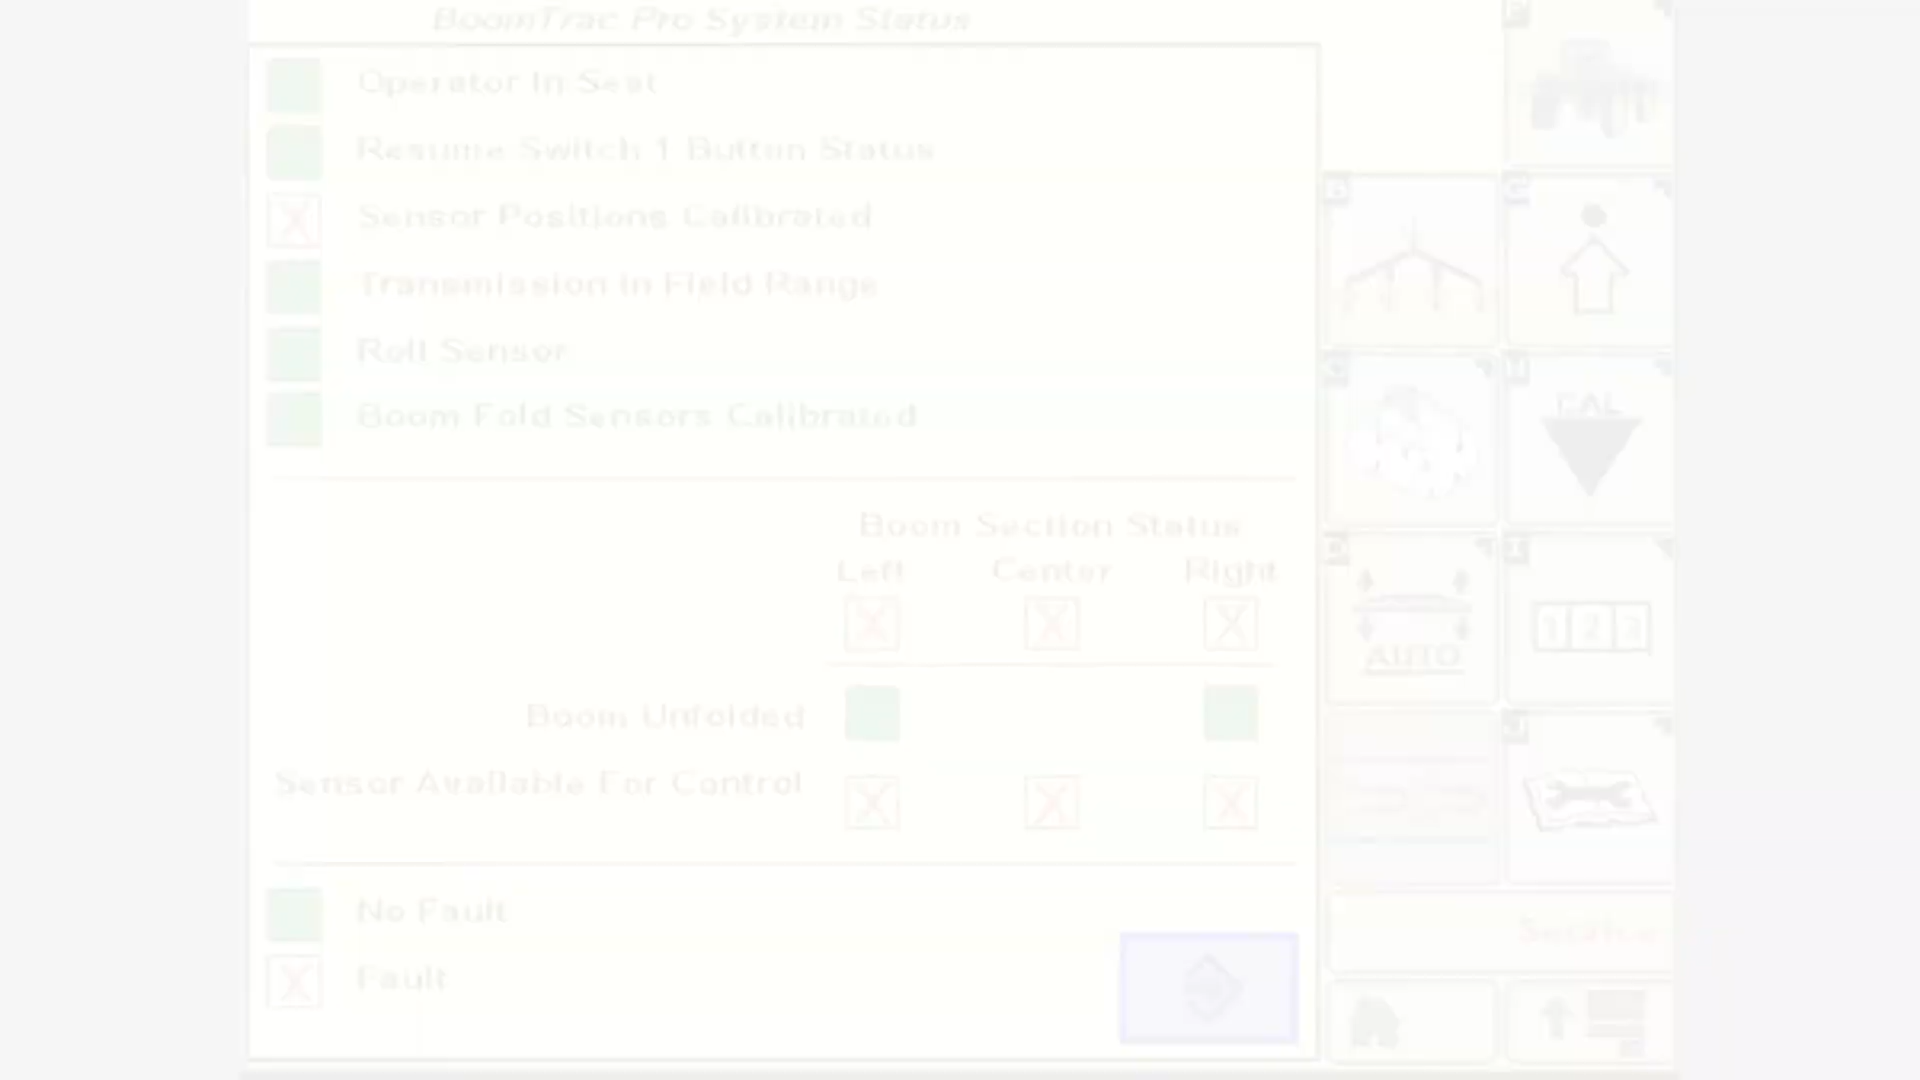 BoomTrac Pro System Status
Operator In Seat
Resume Switch 1 Button Status
Sensor Positions Calibrated
Transmission In Field Range
Roll Sensor
Boom Fold Sensors Calibrated
Boom Section Status
Left Center Right
Boom Unfolded
Sensor Available For Control
No Fault
Fault
CAL
AUTO
1 2 3